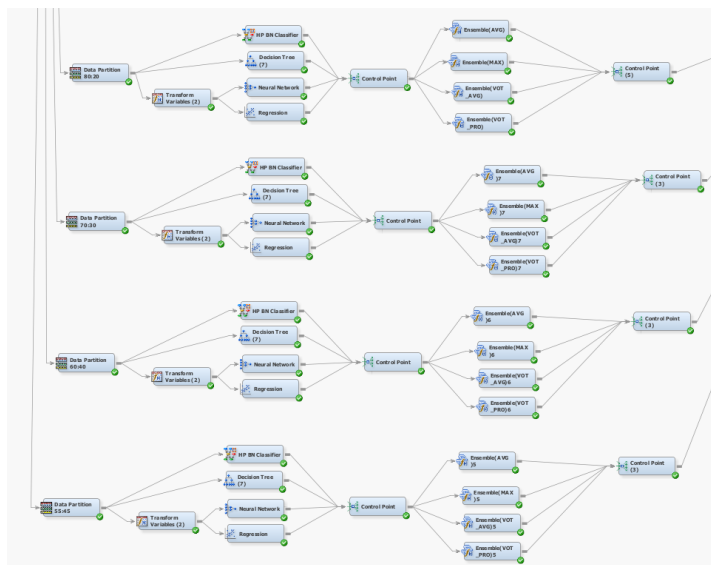 HP BN Classifier
Ensemble(AVG)
Data Partition
80:20
Decision Tree
(7)
Ensemble(MAX)
Control Point
Control Point
(5)
Transform
Variables (2)
Neural Network
Ensemble(VOT
_AVG)
Regression
Ensemble(VOT
_PRO)
HP BN Classifier
Ensemble(AVG
)7
Control Point
(3)
Decision Tree
(7)
Ensemble(MAX
)7
Data Partition
70:30
Neural Network
Control Point
Transform
Variables (2)
Ensemble(VOT
_AVG)7
Regression
Ensemble(VOT
_PRO)7
HP BN Classifier
Ensemble(AVG
)6
Control Point
(3)
Decision Tree
(7)
Ensemble(MAX
)6
Data Partition
60:40
Neural Network
Control Point
Transform
Variables (2)
Ensemble(VOT
_AVG)6
Regression
Ensemble(VOT
_PRO)6
HP BN Classifier
Ensemble(AVG
)5
Control Point
(3)
Decision Tree
(7)
Ensemble(MAX
)5
Data Partition
55:45
Neural Network
Control Point
Transform
Variables (2)
Ensemble(VOT
_AVG)5
Regression
Ensemble(VOT
_PRO)5